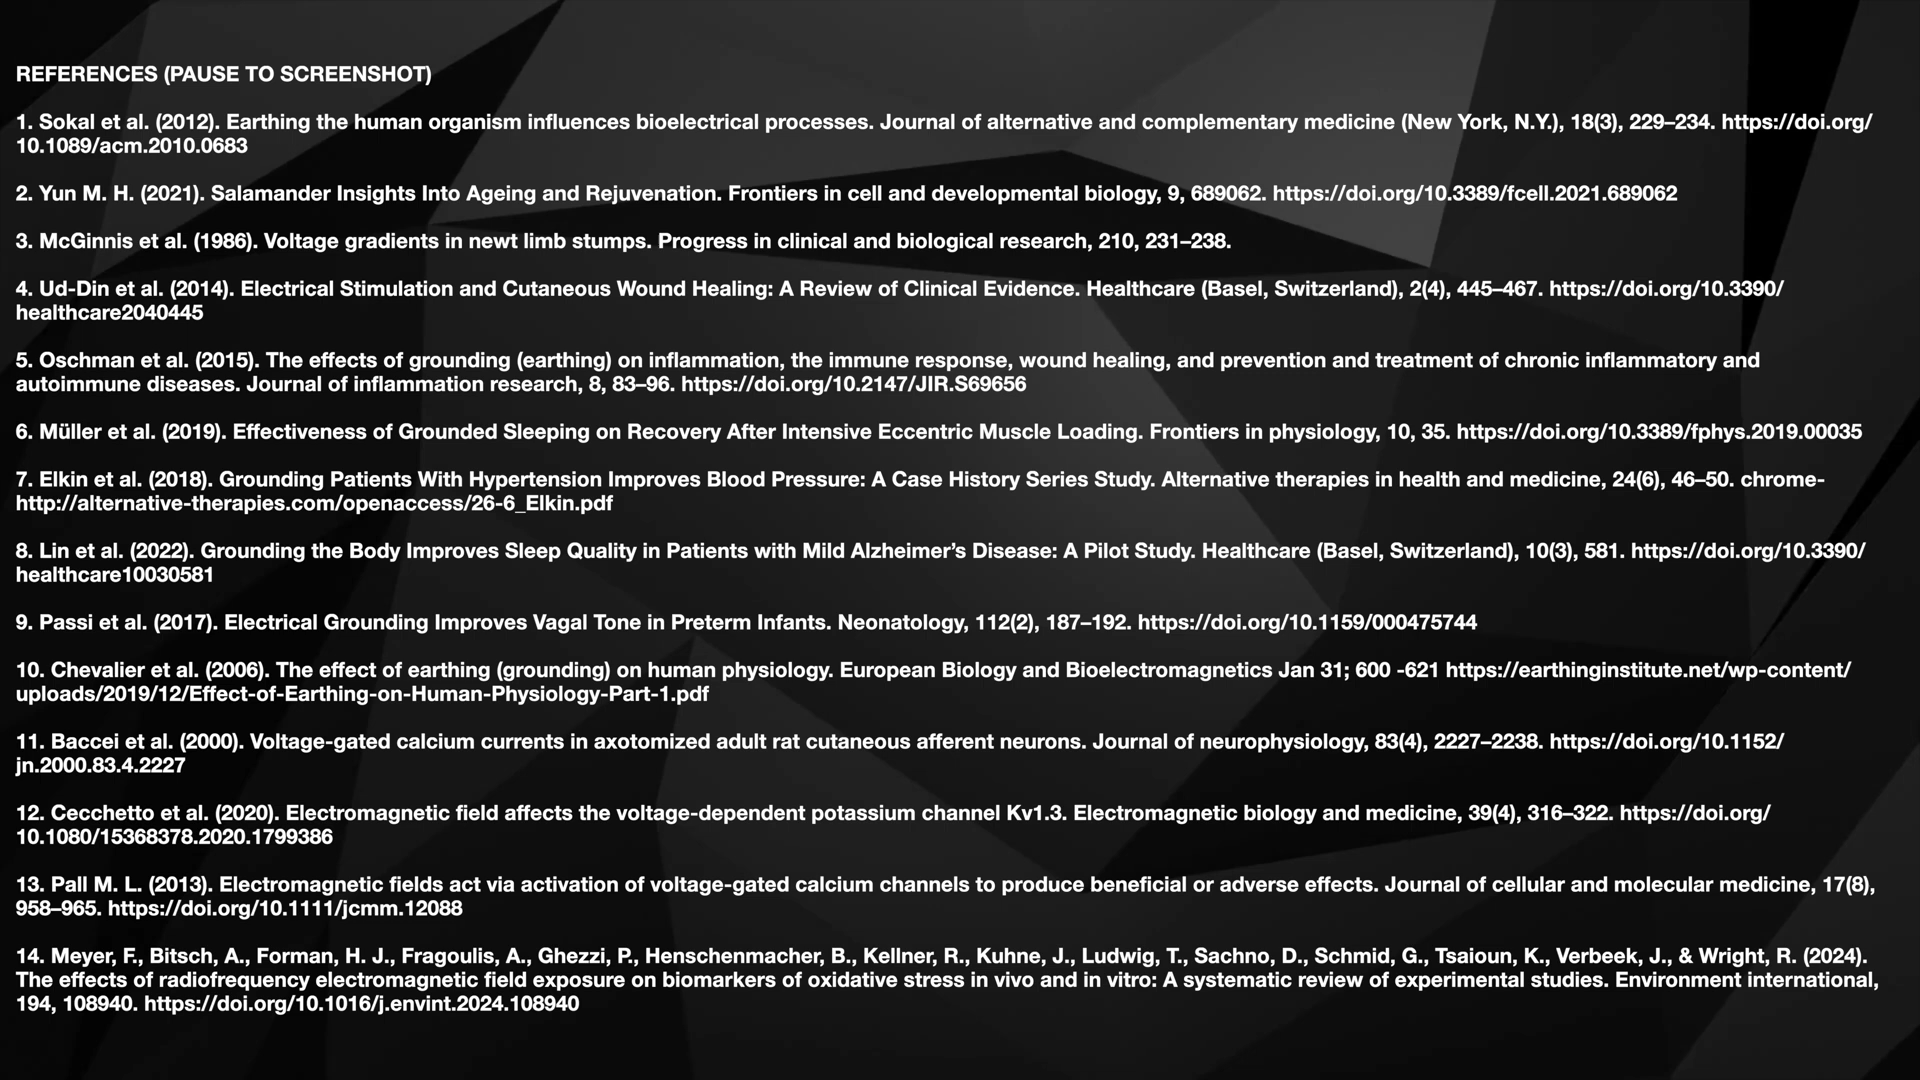 REFERENCES (PAUSE TO SCREENSHOT)
1. Sokal et al. (2012). Earthing the human organism influences bioelectrical processes. Journal of alternative and complementary medicine (New York, N.Y.), 18(3), 229–234. https://doi.org/
10.1089/acm.2010.0683
2. Yun M. H. (2021). Salamander Insights Into Ageing and Rejuvenation. Frontiers in cell and developmental biology, 9, 689062. https://doi.org/10.3389/fcell.2021.689062
3. McGinnis et al. (1986). Voltage gradients in newt limb stumps. Progress in clinical and biological research, 210, 231–238.
4. Ud-Din et al. (2014). Electrical Stimulation and Cutaneous Wound Healing: A Review of Clinical Evidence. Healthcare (Basel, Switzerland), 2(4), 445–467. https://doi.org/10.3390/
healthcare2040445
5. Oschman et al. (2015). The effects of grounding (earthing) on inflammation, the immune response, wound healing, and prevention and treatment of chronic inflammatory and
autoimmune diseases. Journal of inflammation research, 8, 83–96. https://doi.org/10.2147/JIR.S69656
6. Müller et al. (2019). Effectiveness of Grounded Sleeping on Recovery After Intensive Eccentric Muscle Loading. Frontiers in physiology, 10, 35. https://doi.org/10.3389/fphys.2019.00035
7. Elkin et al. (2018). Grounding Patients With Hypertension Improves Blood Pressure: A Case History Series Study. Alternative therapies in health and medicine, 24(6), 46–50. chrome-
http://alternative-therapies.com/openaccess/26-6_Elkin.pdf
8. Lin et al. (2022). Grounding the Body Improves Sleep Quality in Patients with Mild Alzheimer’s Disease: A Pilot Study. Healthcare (Basel, Switzerland), 10(3), 581. https://doi.org/10.3390/
healthcare10030581
9. Passi et al. (2017). Electrical Grounding Improves Vagal Tone in Preterm Infants. Neonatology, 112(2), 187–192. https://doi.org/10.1159/000475744
10. Chevalier et al. (2006). The effect of earthing (grounding) on human physiology. European Biology and Bioelectromagnetics Jan 31; 600 -621 https://earthinginstitute.net/wp-content/
uploads/2019/12/Effect-of-Earthing-on-Human-Physiology-Part-1.pdf
11. Baccei et al. (2000). Voltage-gated calcium currents in axotomized adult rat cutaneous afferent neurons. Journal of neurophysiology, 83(4), 2227–2238. https://doi.org/10.1152/
jn.2000.83.4.2227
12. Cecchetto et al. (2020). Electromagnetic field affects the voltage-dependent potassium channel Kv1.3. Electromagnetic biology and medicine, 39(4), 316–322. https://doi.org/
10.1080/15368378.2020.1799386
13. Pall M. L. (2013). Electromagnetic fields act via activation of voltage-gated calcium channels to produce beneficial or adverse effects. Journal of cellular and molecular medicine, 17(8),
958–965. https://doi.org/10.1111/jcmm.12088
14. Meyer, F., Bitsch, A., Forman, H. J., Fragoulis, A., Ghezzi, P., Henschenmacher, B., Kellner, R., Kuhne, J., Ludwig, T., Sachno, D., Schmid, G., Tsaioun, K., Verbeek, J., & Wright, R. (2024).
The effects of radiofrequency electromagnetic field exposure on biomarkers of oxidative stress in vivo and in vitro: A systematic review of experimental studies. Environment international,
194, 108940. https://doi.org/10.1016/j.envint.2024.108940